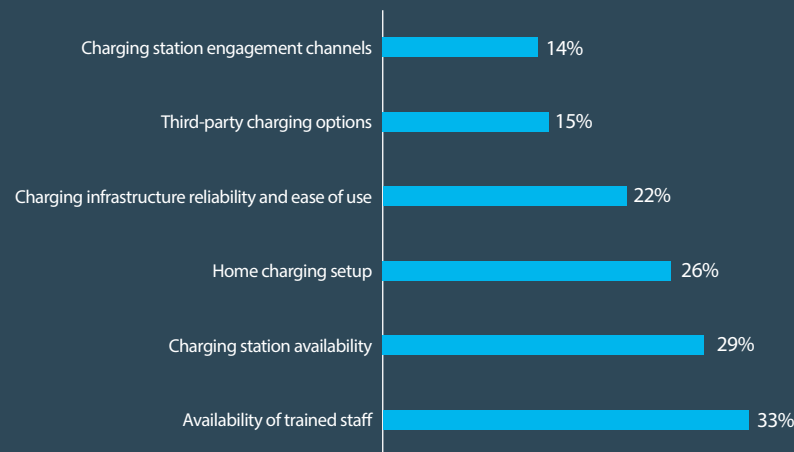 Charging station engagement channels 14%
Third-party charging options 15%
Charging infrastructure reliability and ease of use 22%
Home charging setup 26%
Charging station availability 29%
Availability of trained staff 33%